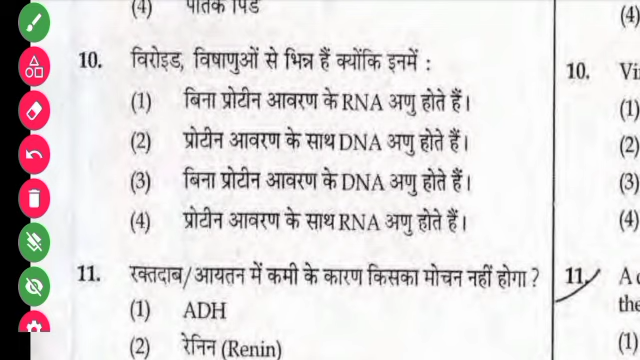 (4) पीतक पिंड
(4)
10. विरोइड, विषाणुओं से भिन्न हैं क्योंकि इनमें :
(1) बिना प्रोटीन आवरण के RNA अणु होते हैं।
(2) प्रोटीन आवरण के साथ DNA अणु होते हैं।
(3) बिना प्रोटीन आवरण के DNA अणु होते हैं।
(4) प्रोटीन आवरण के साथ RNA अणु होते हैं।
10. Vi
(1)
(2)
(3)
(4)
11. रक्तदाब/आयतन में कमी के कारण किसका मोचन नहीं होगा ?
(1) ADH
(2) रेनिन (Renin)
11. A
the
(1)